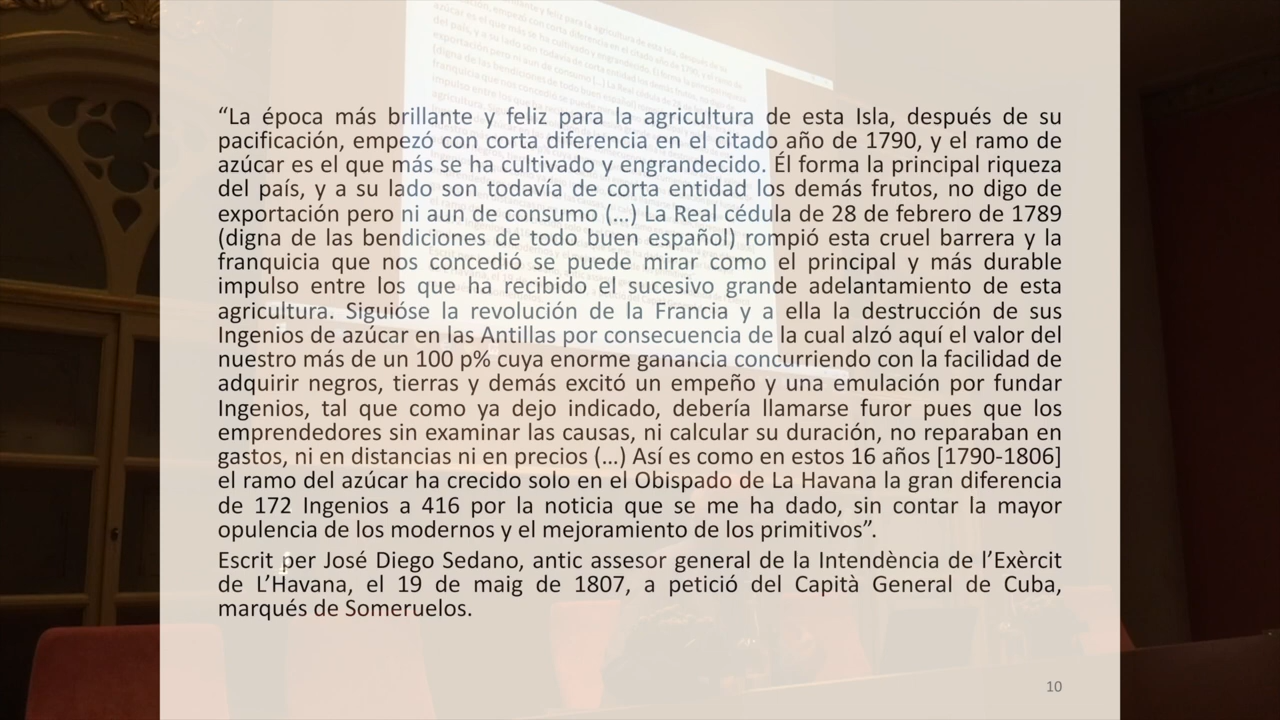 “La época más brillante y feliz para la agricultura de esta Isla, después de su
pacificación, empezó con corta diferencia en el citado año de 1790, y el ramo de
azúcar es el que más se ha cultivado y engrandecido. Él forma la principal riqueza
del país, y a su lado son todavía de corta entidad los demás frutos, no digo de
exportación pero ni aun de consumo (…) La Real cédula de 28 de febrero de 1789
(digna de las bendiciones de todo buen español) rompió esta cruel barrera y la
franquicia que nos concedió se puede mirar como el principal y más durable
impulso entre los que ha recibido el sucesivo grande adelantamiento de esta
agricultura. Siguióse la revolución de la Francia y a ella la destrucción de sus
Ingenios de azúcar en las Antillas por consecuencia de la cual alzó aquí el valor del
nuestro más de un 100 p% cuya enorme ganancia concurriendo con la facilidad de
adquirir negros, tierras y demás excitó un empeño y una emulación por fundar
Ingenios, tal que como ya dejo indicado, debería llamarse furor pues que los
emprendedores sin examinar las causas, ni calcular su duración, no reparaban en
gastos, ni en distancias ni en precios (…) Así es como en estos 16 años [1790-1806]
el ramo del azúcar ha crecido solo en el Obispado de La Havana la gran diferencia
de 172 Ingenios a 416 por la noticia que se me ha dado, sin contar la mayor
opulencia de los modernos y el mejoramiento de los primitivos”.
Escrit per José Diego Sedano, antic assesor general de la Intendència de l’Exèrcit
de L’Havana, el 19 de maig de 1807, a petició del Capità General de Cuba,
marqués de Someruelos.
10